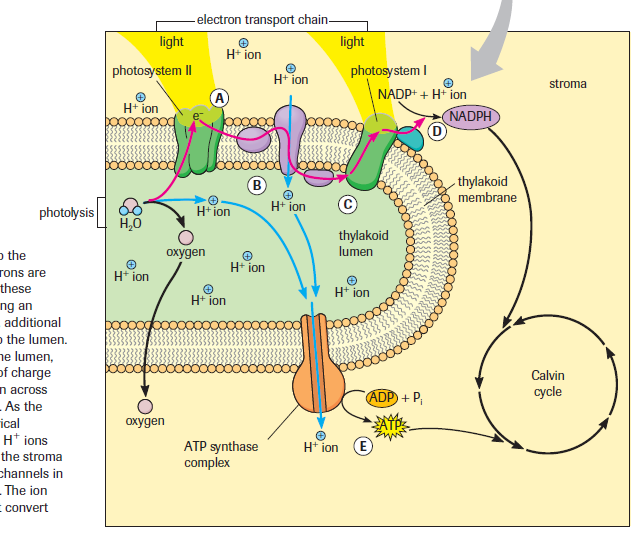 electron transport chain
light
light
H⁺ ion
photosystem II
H⁺ ion
photosystem I
stroma
H⁺ ion
A
NADP⁺ + H⁺ ion
e⁻
NADPH
D
B
C
thylakoid
membrane
photolysis
H₂O
H⁺ ion
H⁺ ion
thylakoid
lumen
oxygen
H⁺ ion
H⁺ ion
H⁺ ion
H⁺ ion
o the
rons are
these
ng an
additional
o the lumen.
he lumen,
of charge
n across
. As the
rical
H⁺ ions
the stroma
channels in
. The ion
t convert
Calvin
cycle
ADP + Pᵢ
ATP
oxygen
ATP synthase
complex
H⁺ ion
E